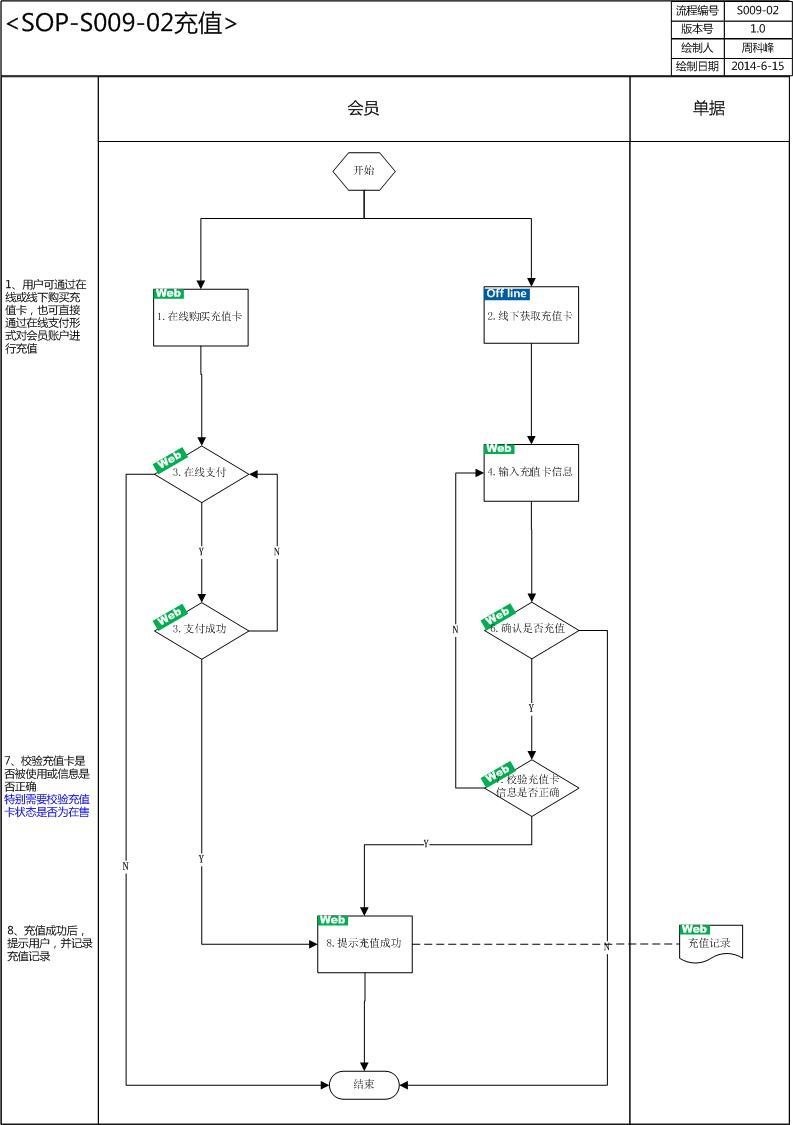 <SOP-S009-02充值>
流程编号 S009-02
版本号 1.0
绘制人 周科峰
绘制日期 2014-6-15
会员
单据
开始
1、用户可通过在
线或线下购买充
值卡，也可直接
通过在线支付形
式对会员账户进
行充值
Web
1.在线购买充值卡
Off line
2.线下获取充值卡
Web
3.在线支付
Web
4.输入充值卡信息
Y
N
Web
3.支付成功
N
Web
6.确认是否充值
Y
7、校验充值卡是
否被使用或信息是
否正确
特别需要校验充值
卡状态是否为在售
Web
校验充值卡
信息是否正确
Y
N
Y
8、充值成功后，
提示用户，并记录
充值记录
Web
8.提示充值成功
N
Web
充值记录
结束